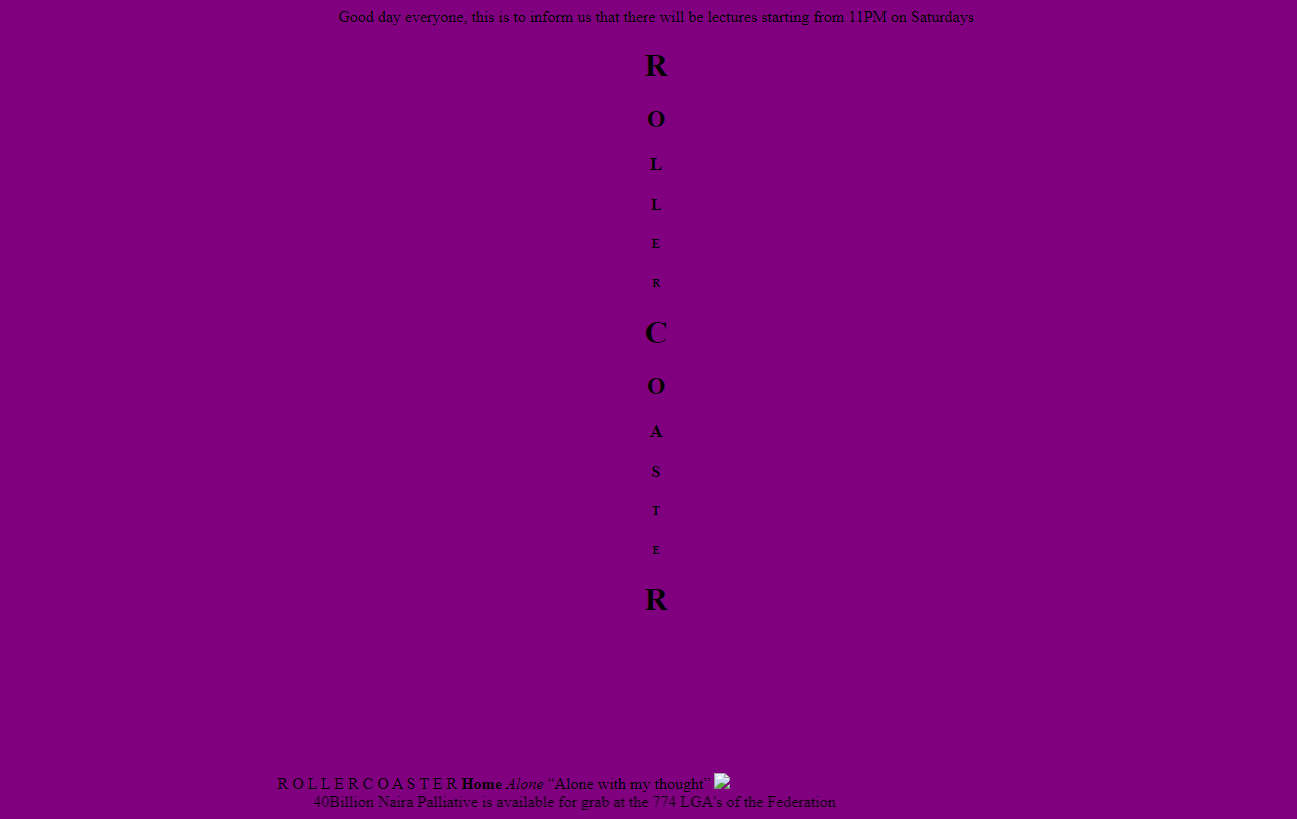 Good day everyone, this is to inform us that there will be lectures starting from 11PM on Saturdays
R
O
L
L
E
R
C
O
A
S
T
E
R
R O L L E R C O A S T E R Home Alone “Alone with my thought”
40Billion Naira Palliative is available for grab at the 774 LGA's of the Federation